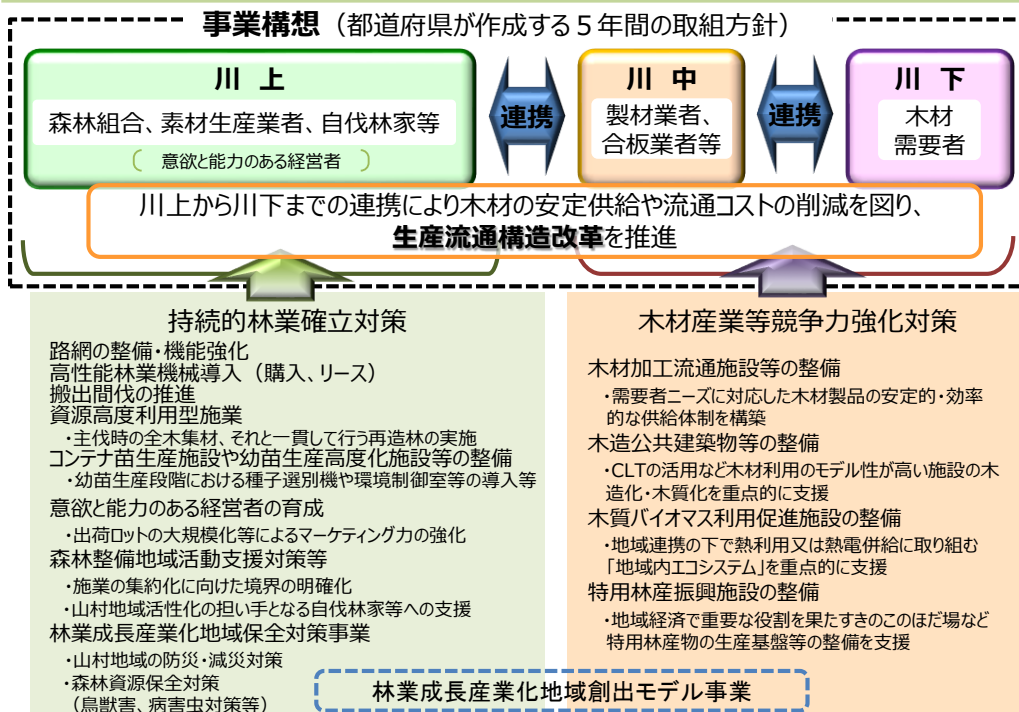 事業構想（都道府県が作成する５年間の取組方針）
川 上
森林組合、素材生産業者、自伐林家等
（ 意欲と能力のある経営者 ）
連携
川 中
製材業者、
合板業者等
連携
川 下
木材
需要者
川上から川下までの連携により木材の安定供給や流通コストの削減を図り、
生産流通構造改革を推進
持続的林業確立対策
路網の整備・機能強化
高性能林業機械導入（購入、リース）
搬出間伐の推進
資源高度利用型施業
・主伐時の全木集材、それと一貫して行う再造林の実施
コンテナ苗生産施設や幼苗生産高度化施設等の整備
・幼苗生産段階における種子選別機や環境制御室等の導入等
意欲と能力のある経営者の育成
・出荷ロットの大規模化等によるマーケティング力の強化
森林整備地域活動支援対策等
・施業の集約化に向けた境界の明確化
・山村地域活性化の担い手となる自伐林家等への支援
林業成長産業化地域保全対策事業
・山村地域の防災・減災対策
・森林資源保全対策
（鳥獣害、病害虫対策等）
木材産業等競争力強化対策
木材加工流通施設等の整備
・需要者ニーズに対応した木材製品の安定的・効率
的な供給体制を構築
木造公共建築物等の整備
・CLTの活用など木材利用のモデル性が高い施設の木
造化・木質化を重点的に支援
木質バイオマス利用促進施設の整備
・地域連携の下で熱利用又は熱電併給に取り組む
「地域内エコシステム」を重点的に支援
特用林産振興施設の整備
・地域経済で重要な役割を果たすきのこのほだ場など
特用林産物の生産基盤等の整備を支援
林業成長産業化地域創出モデル事業